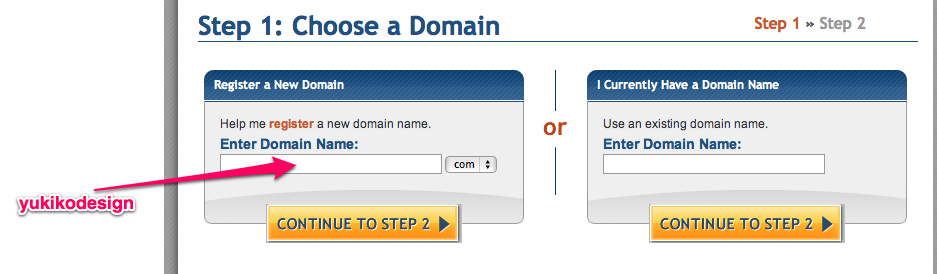 Step 1: Choose a Domain
Step 1 » Step 2
Register a New Domain
Help me register a new domain name.
Enter Domain Name:
com
CONTINUE TO STEP 2
or
I Currently Have a Domain Name
Use an existing domain name.
Enter Domain Name:
CONTINUE TO STEP 2
yukikodesign